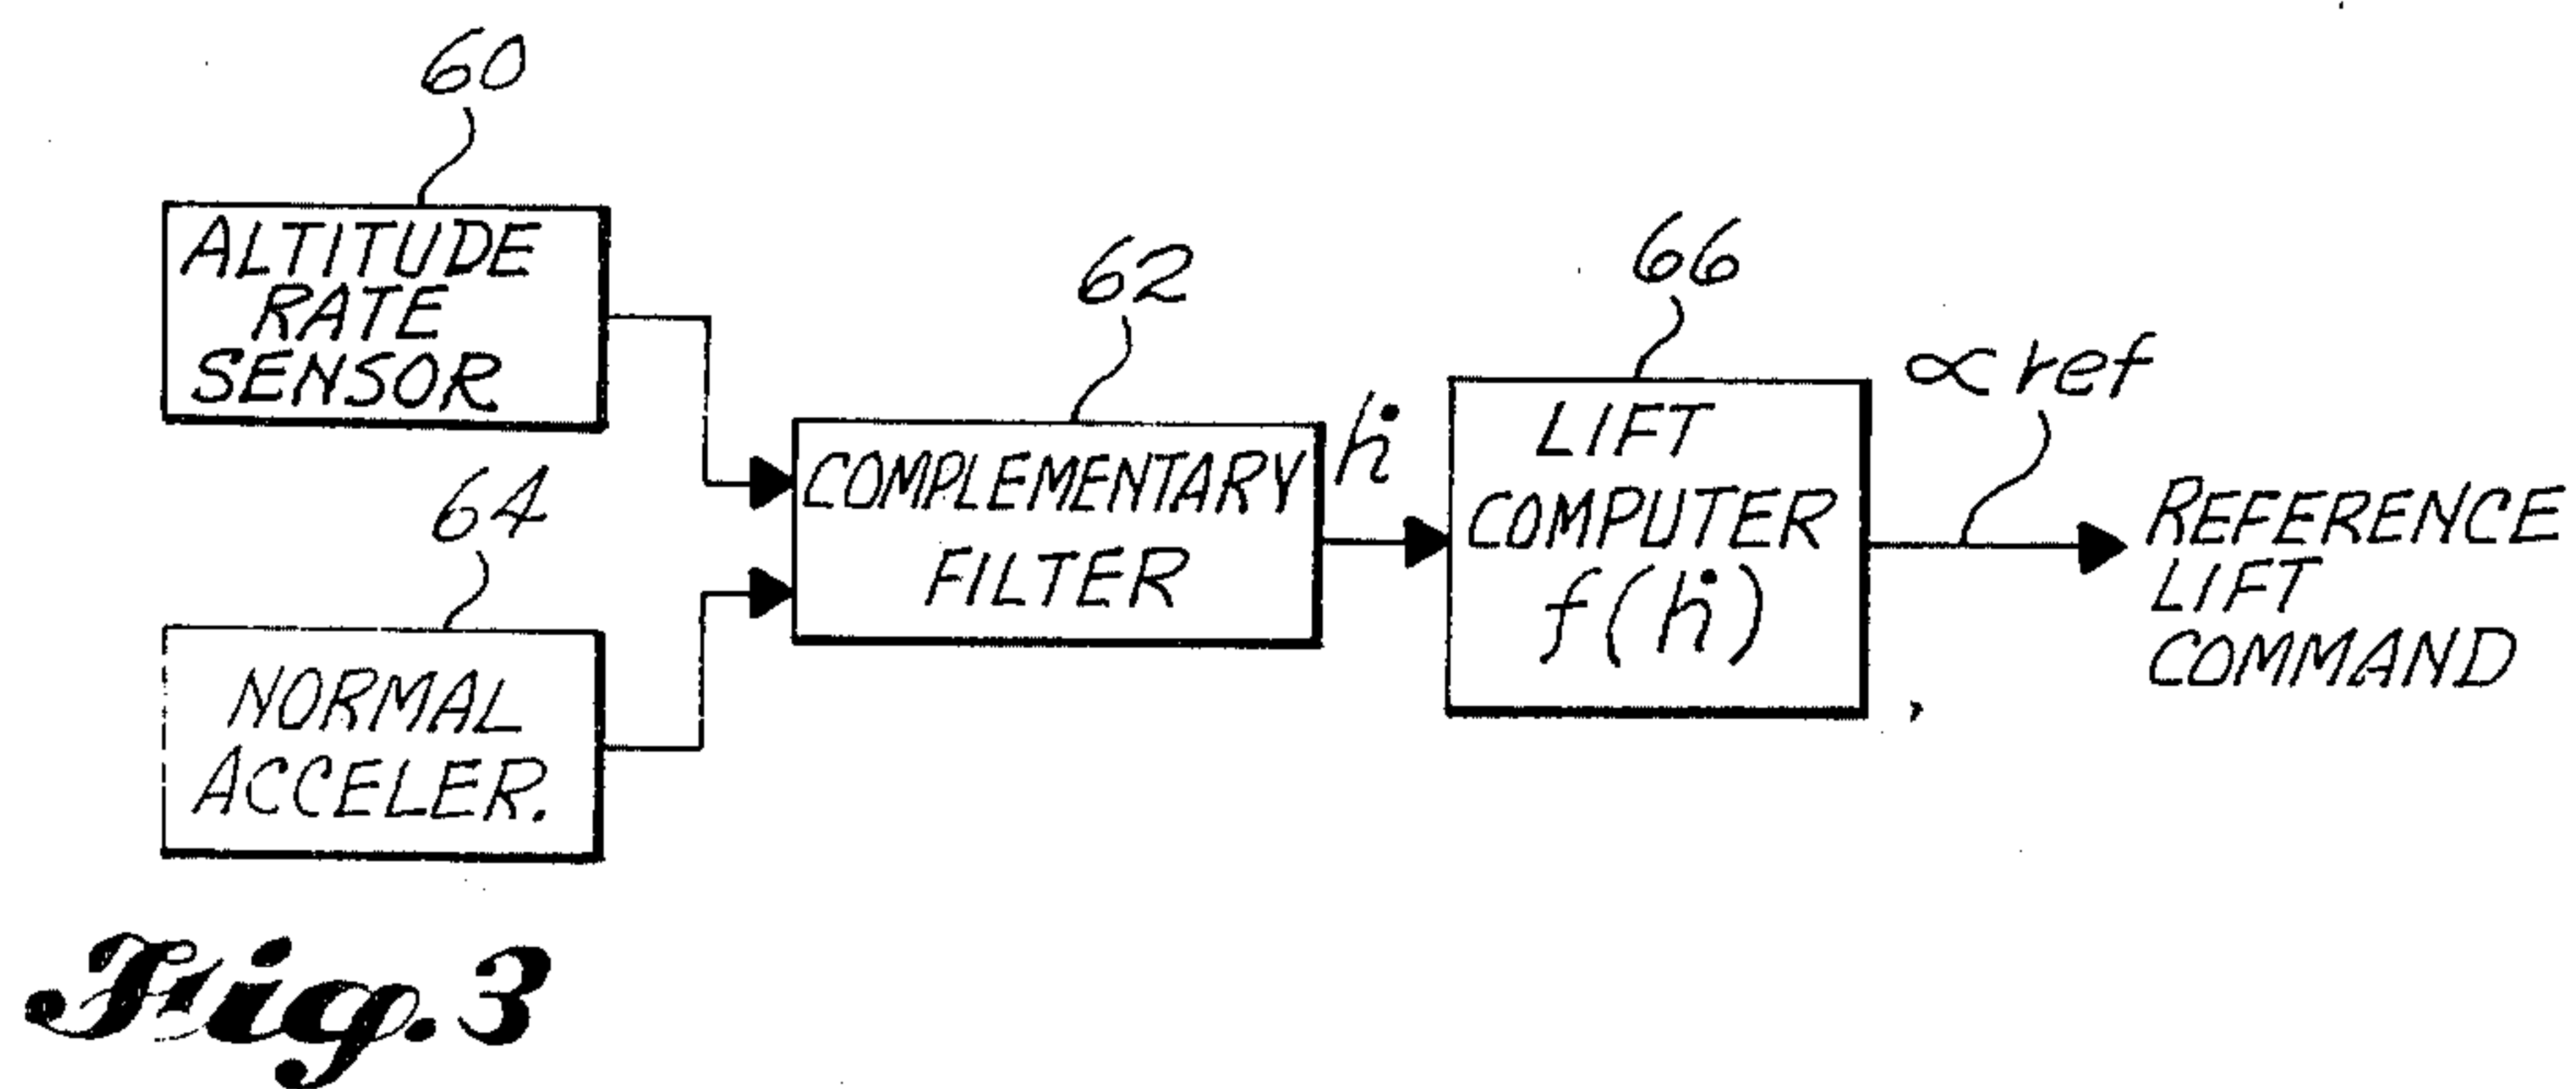 60
ALTITUDE
RATE
SENSOR
64
NORMAL
ACCELER.
62
COMPLEMENTARY
FILTER
ḣ
66
LIFT
COMPUTER
f(ḣ)
∝ ref
REFERENCE
LIFT
COMMAND
Fig. 3